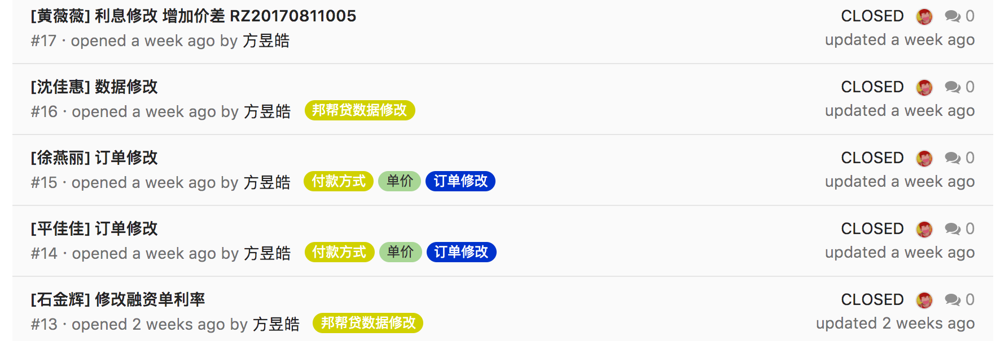 [黄薇薇] 利息修改 增加价差 RZ20170811005
CLOSED 0
#17 · opened a week ago by 方昱皓
updated a week ago
[沈佳惠] 数据修改
CLOSED 0
#16 · opened a week ago by 方昱皓 邦帮贷数据修改
updated a week ago
[徐燕丽] 订单修改
CLOSED 0
#15 · opened a week ago by 方昱皓 付款方式 单价 订单修改
updated a week ago
[平佳佳] 订单修改
CLOSED 0
#14 · opened a week ago by 方昱皓 付款方式 单价 订单修改
updated a week ago
[石金辉] 修改融资单利率
CLOSED 0
#13 · opened 2 weeks ago by 方昱皓 邦帮贷数据修改
updated 2 weeks ago